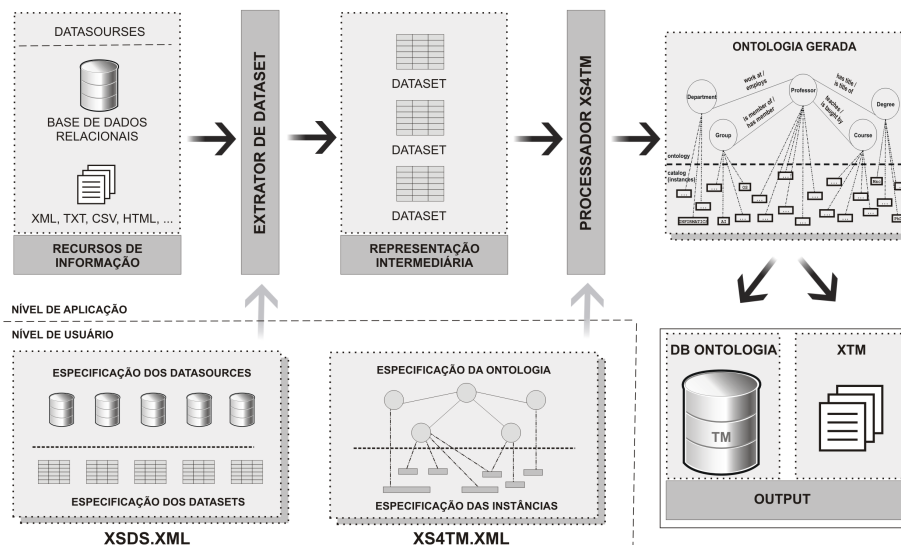 DATASOURSES
BASE DE DADOS
RELACIONAIS
XML, TXT, CSV, HTML, ...
RECURSOS DE
INFORMAÇÃO
EXTRATOR DE DATASET
DATASET
DATASET
DATASET
REPRESENTAÇÃO
INTERMEDIÁRIA
PROCESSADOR XS4TM
ONTOLOGIA GERADA
work at /
employs
has title /
is title of
Department
Professor
Degree
is member of /
has member
teaches /
is taught by
Group
Course
ontology
catalog
(instances)
INFORMATICS
AI
NÍVEL DE APLICAÇÃO
NÍVEL DE USUÁRIO
ESPECIFICAÇÃO DOS DATASOURCES
ESPECIFICAÇÃO DOS DATASETS
XSDS.XML
ESPECIFICAÇÃO DA ONTOLOGIA
ESPECIFICAÇÃO DAS INSTÂNCIAS
XS4TM.XML
DB ONTOLOGIA
TM
XTM
OUTPUT